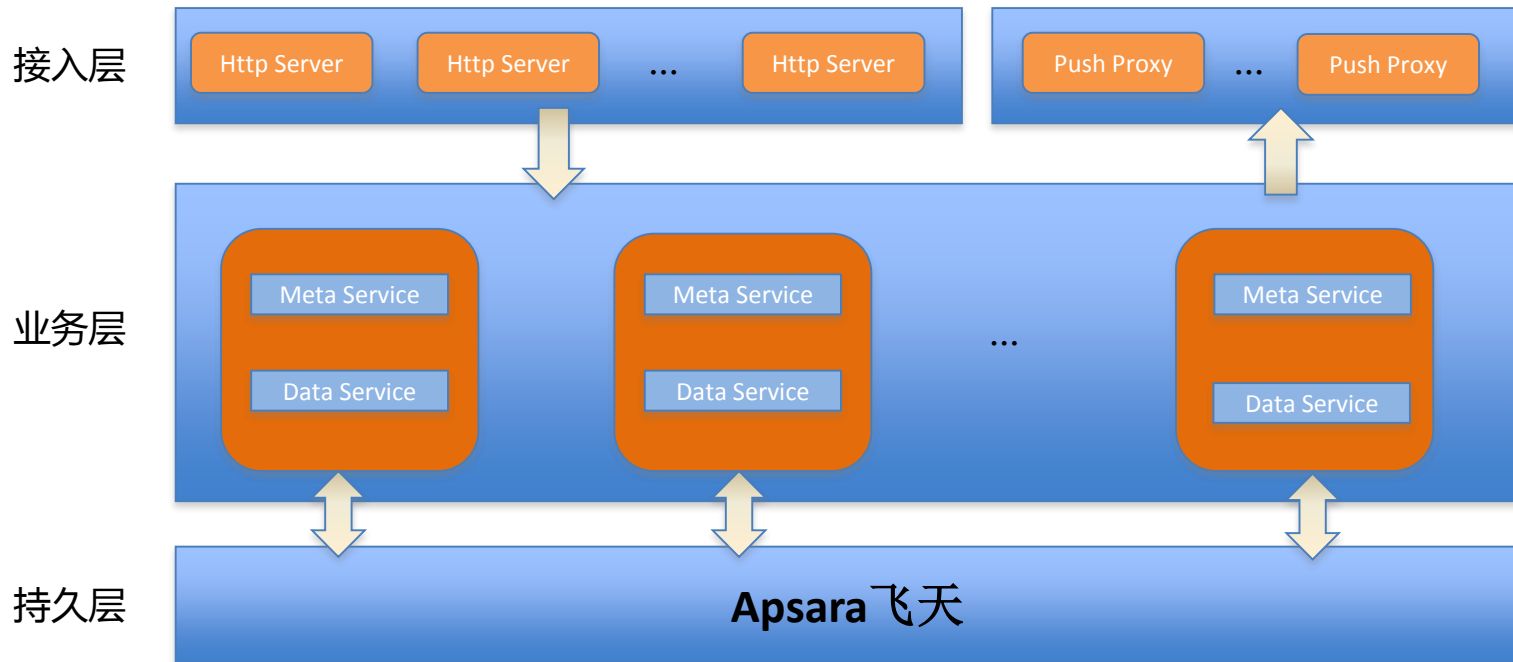 接入层
Http Server
Http Server
...
Http Server
Push Proxy
...
Push Proxy
业务层
Meta Service
Data Service
Meta Service
Data Service
...
Meta Service
Data Service
持久层
Apsara飞天